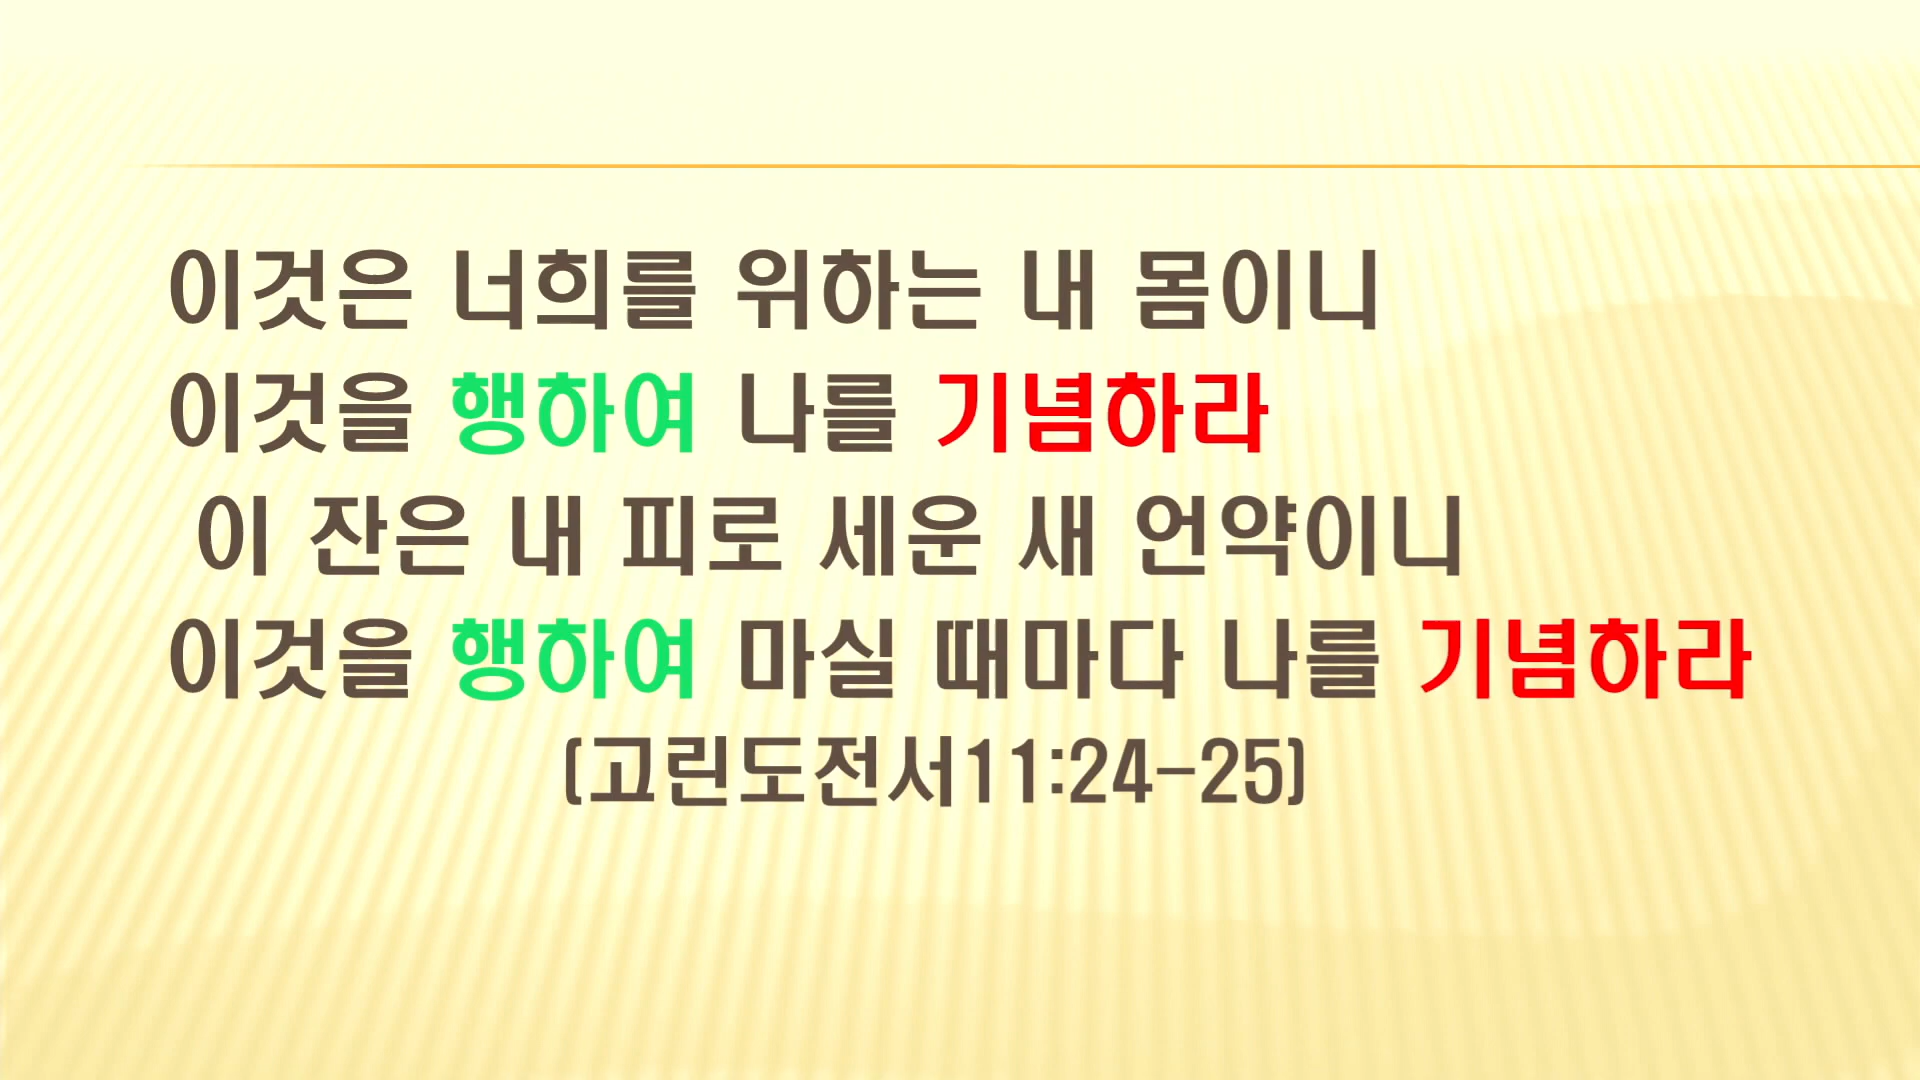 이것은 너희를 위하는 내 몸이니
이것을 행하여 나를 기념하라
이 잔은 내 피로 세운 새 언약이니
이것을 행하여 마실 때마다 나를 기념하라
(고린도전서11:24-25)